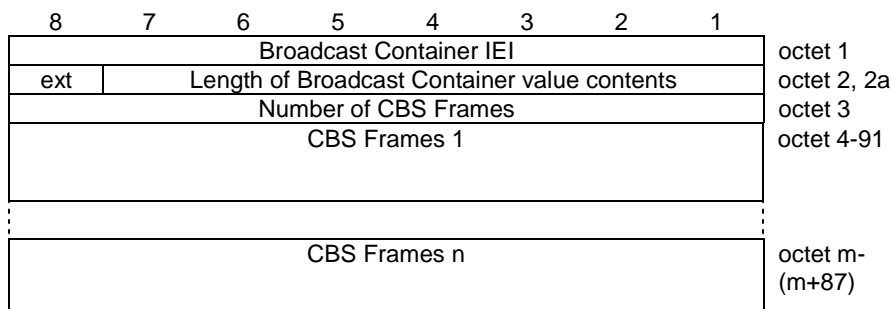 8 7 6 5 4 3 2 1
Broadcast Container IEI octet 1
ext Length of Broadcast Container value contents octet 2, 2a
Number of CBS Frames octet 3
CBS Frames 1 octet 4-91
CBS Frames n octet m-
(m+87)